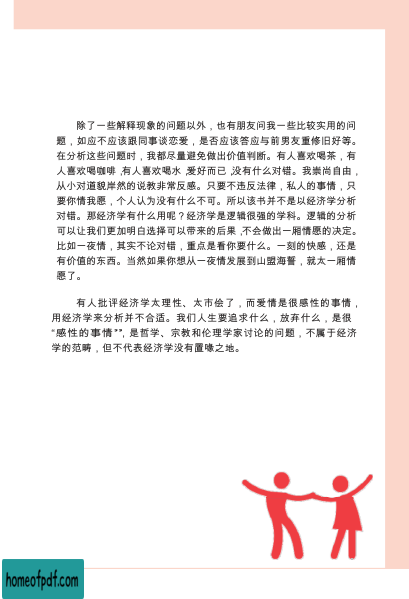 除了一些解释现象的问题以外，也有朋友问我一些比较实用的问
题，如应不应该跟同事谈恋爱，是否应该答应与前男友重修旧好等。
在分析这些问题时，我都尽量避免做出价值判断。有人喜欢喝茶，有
人喜欢喝咖啡，有人喜欢喝水，爱好而已，没有什么对错。我崇尚自由，
从小对道貌岸然的说教非常反感。只要不违反法律，私人的事情，只
要你情我愿，个人认为没有什么不可。所以该书并不是以经济学分析
对错。那经济学有什么用呢？经济学是逻辑很强的学科。逻辑的分析
可以让我们更加明白选择可以带来的后果，不会做出一厢情愿的决定。
比如一夜情，其实不论对错，重点是看你要什么。一刻的快感，还是
有价值的东西。当然如果你想从一夜情发展到山盟海誓，就太一厢情
愿了。
有人批评经济学太理性、太市侩了，而爱情是很感性的事情，
用经济学来分析并不合适。我们人生要追求什么，放弃什么，是很
“感性的事情””，是哲学、宗教和伦理学家讨论的问题，不属于经济
学的范畴，但不代表经济学没有置喙之地。
homeofpdf.com